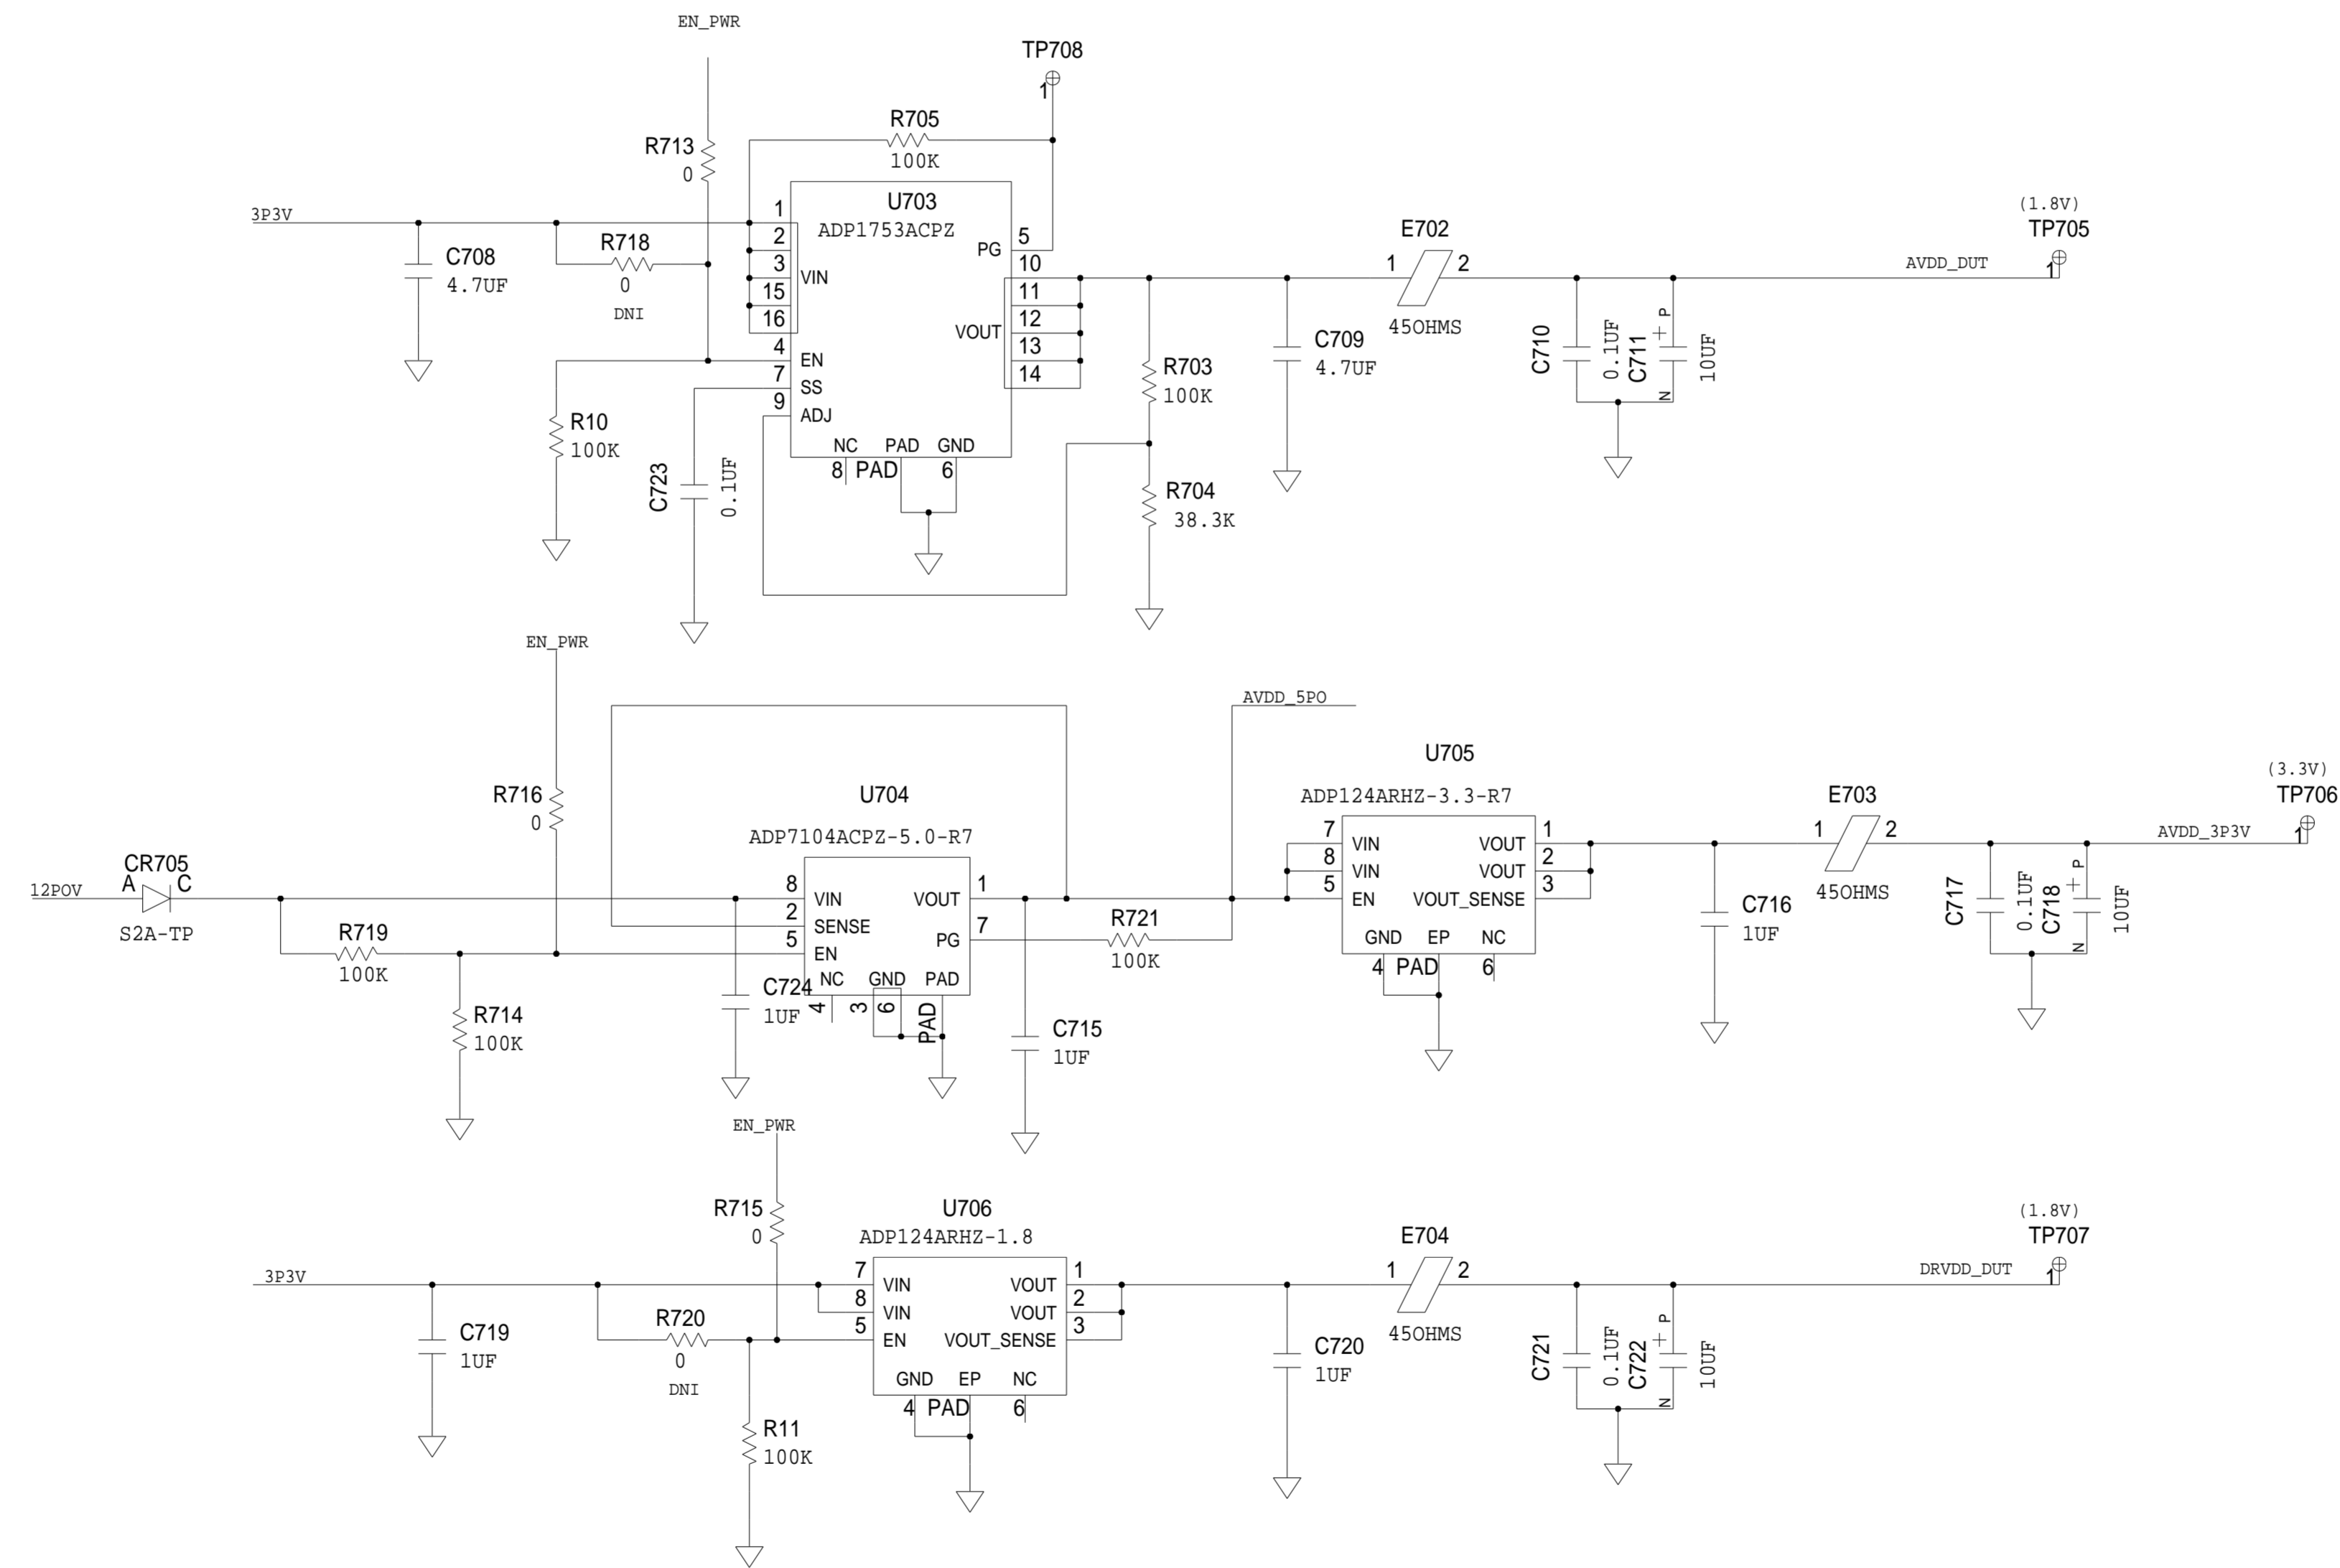 EN_PWR
TP708
1
R705
100K
R713
0
3P3V
C708
4.7UF
R718
0
DNI
U703
ADP1753ACPZ
1
2
3
15
16
VIN
4
EN
7
SS
9
ADJ
5
PG
10
11
12
13
14
VOUT
NC
PAD
GND
8
PAD
6
R10
100K
C723
0.1UF
R703
100K
R704
38.3K
C709
4.7UF
E702
1
2
45OHMS
C710
0.1UF
C711
P
N
10UF
AVDD_DUT
(1.8V)
TP705
1
EN_PWR
R716
0
12POV
CR705
A
C
S2A-TP
R719
100K
R714
100K
U704
ADP7104ACPZ-5.0-R7
8
VIN
2
SENSE
5
EN
VOUT
1
PG
7
NC
GND
PAD
4
3
6
PAD
C724
1UF
C715
1UF
R721
100K
AVDD_5PO
U705
ADP124ARHZ-3.3-R7
7
VIN
8
VIN
5
EN
VOUT
1
VOUT
2
VOUT_SENSE
3
GND
EP
NC
4
PAD
6
C716
1UF
E703
1
2
45OHMS
C717
0.1UF
C718
P
N
10UF
AVDD_3P3V
(3.3V)
TP706
1
EN_PWR
R715
0
3P3V
C719
1UF
R720
0
DNI
R11
100K
U706
ADP124ARHZ-1.8
7
VIN
8
VIN
5
EN
VOUT
1
VOUT
2
VOUT_SENSE
3
GND
EP
NC
4
PAD
6
C720
1UF
E704
1
2
45OHMS
C721
0.1UF
C722
P
N
10UF
DRVDD_DUT
(1.8V)
TP707
1